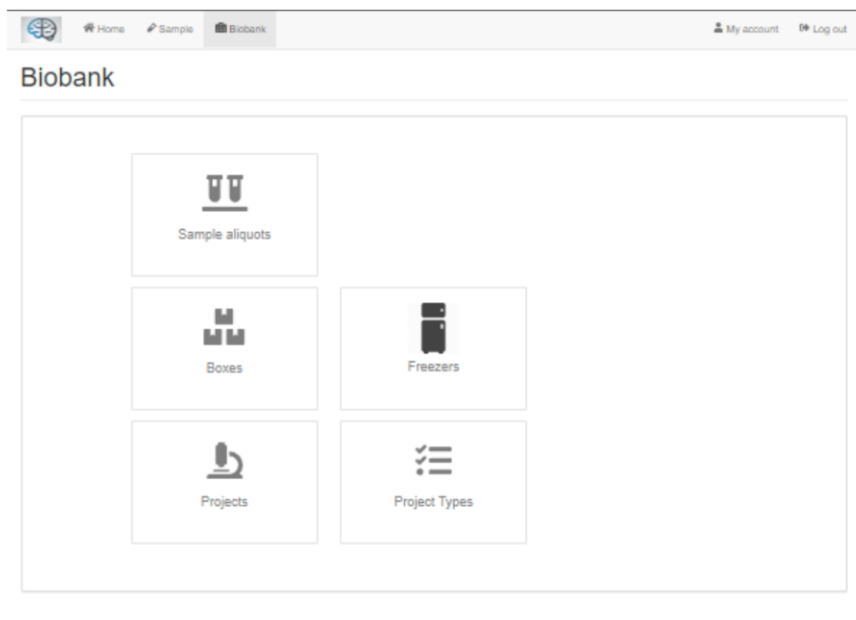 Home Sample Biobank My account Log out
Biobank
Sample aliquots
Boxes Freezers
Projects Project Types